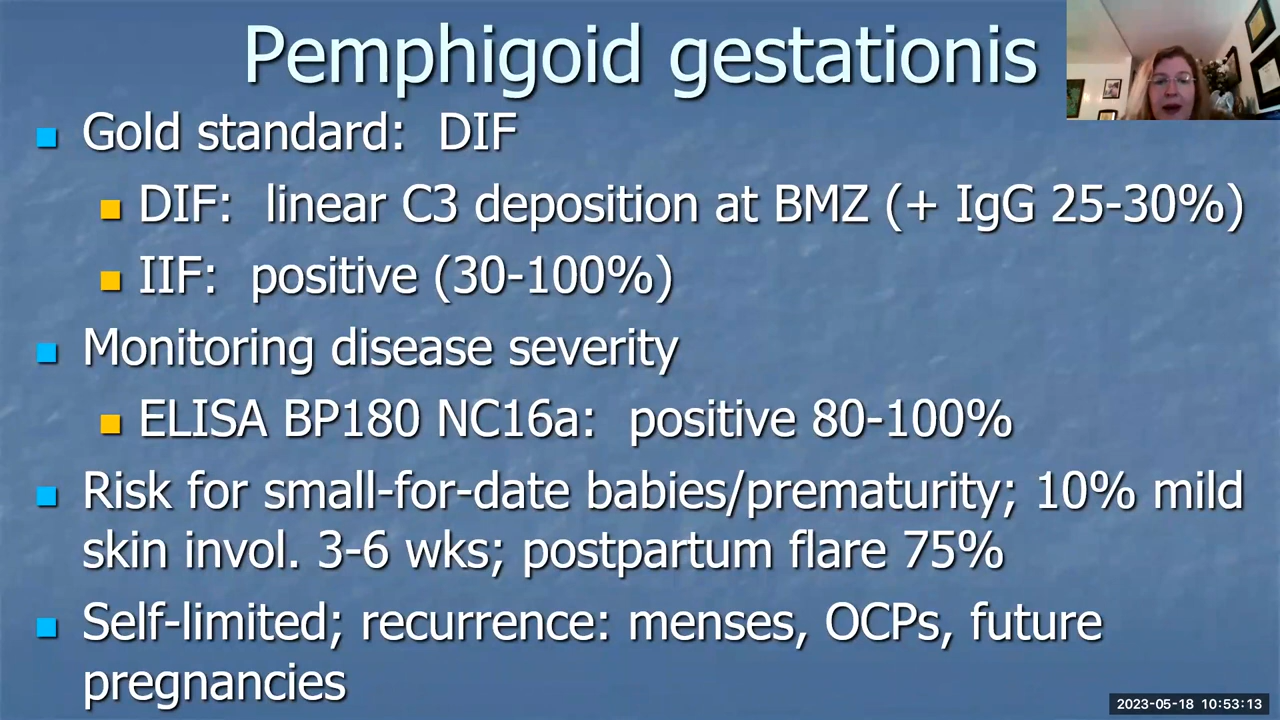 Pemphigoid gestationis
Gold standard:  DIF
DIF:  linear C3 deposition at BMZ (+ IgG 25-30%)
IIF:  positive (30-100%)
Monitoring disease severity
ELISA BP180 NC16a:  positive 80-100%
Risk for small-for-date babies/prematurity; 10% mild
skin invol. 3-6 wks; postpartum flare 75%
Self-limited; recurrence: menses, OCPs, future
pregnancies
2023-05-18  10:53:13